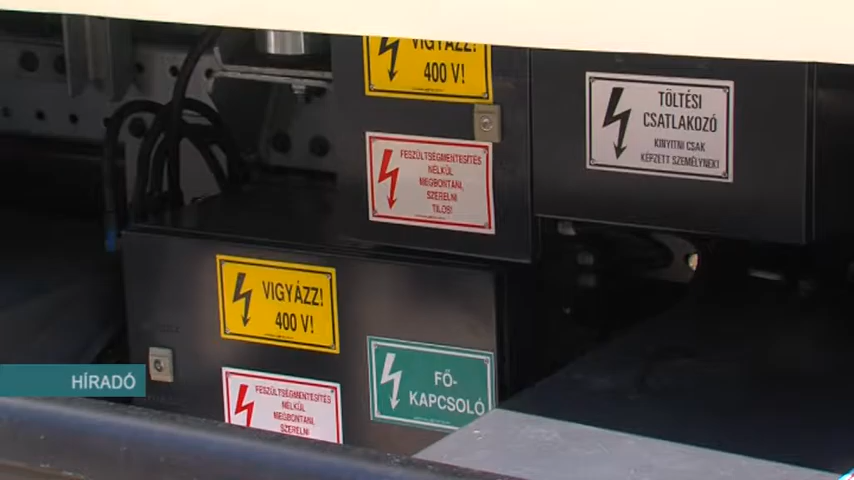 VIGYÁZZ!
400 V!
FESZÜLTSÉGMENTESÍTÉS
NÉLKÜL
MEGBONTANI,
SZERELNI
TILOS!
TÖLTÉSI
CSATLAKOZÓ
KINYITNI CSAK
KÉPZETT SZEMÉLYNEK!
VIGYÁZZ!
400 V!
FESZÜLTSÉGMENTESÍTÉS
NÉLKÜL
MEGBONTANI,
SZERELNI
FŐ-
KAPCSOLÓ
HÍRADÓ